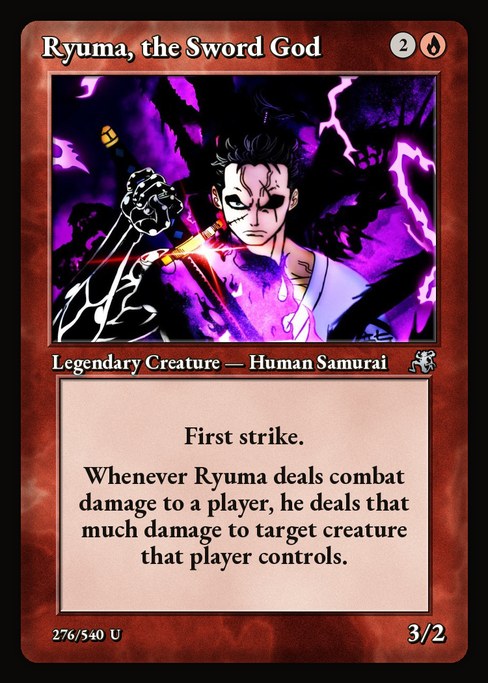 Ryuma, the Sword God 2
Legendary Creature — Human Samurai
First strike.
Whenever Ryuma deals combat
damage to a player, he deals that
much damage to target creature
that player controls.
276/540 U 3/2